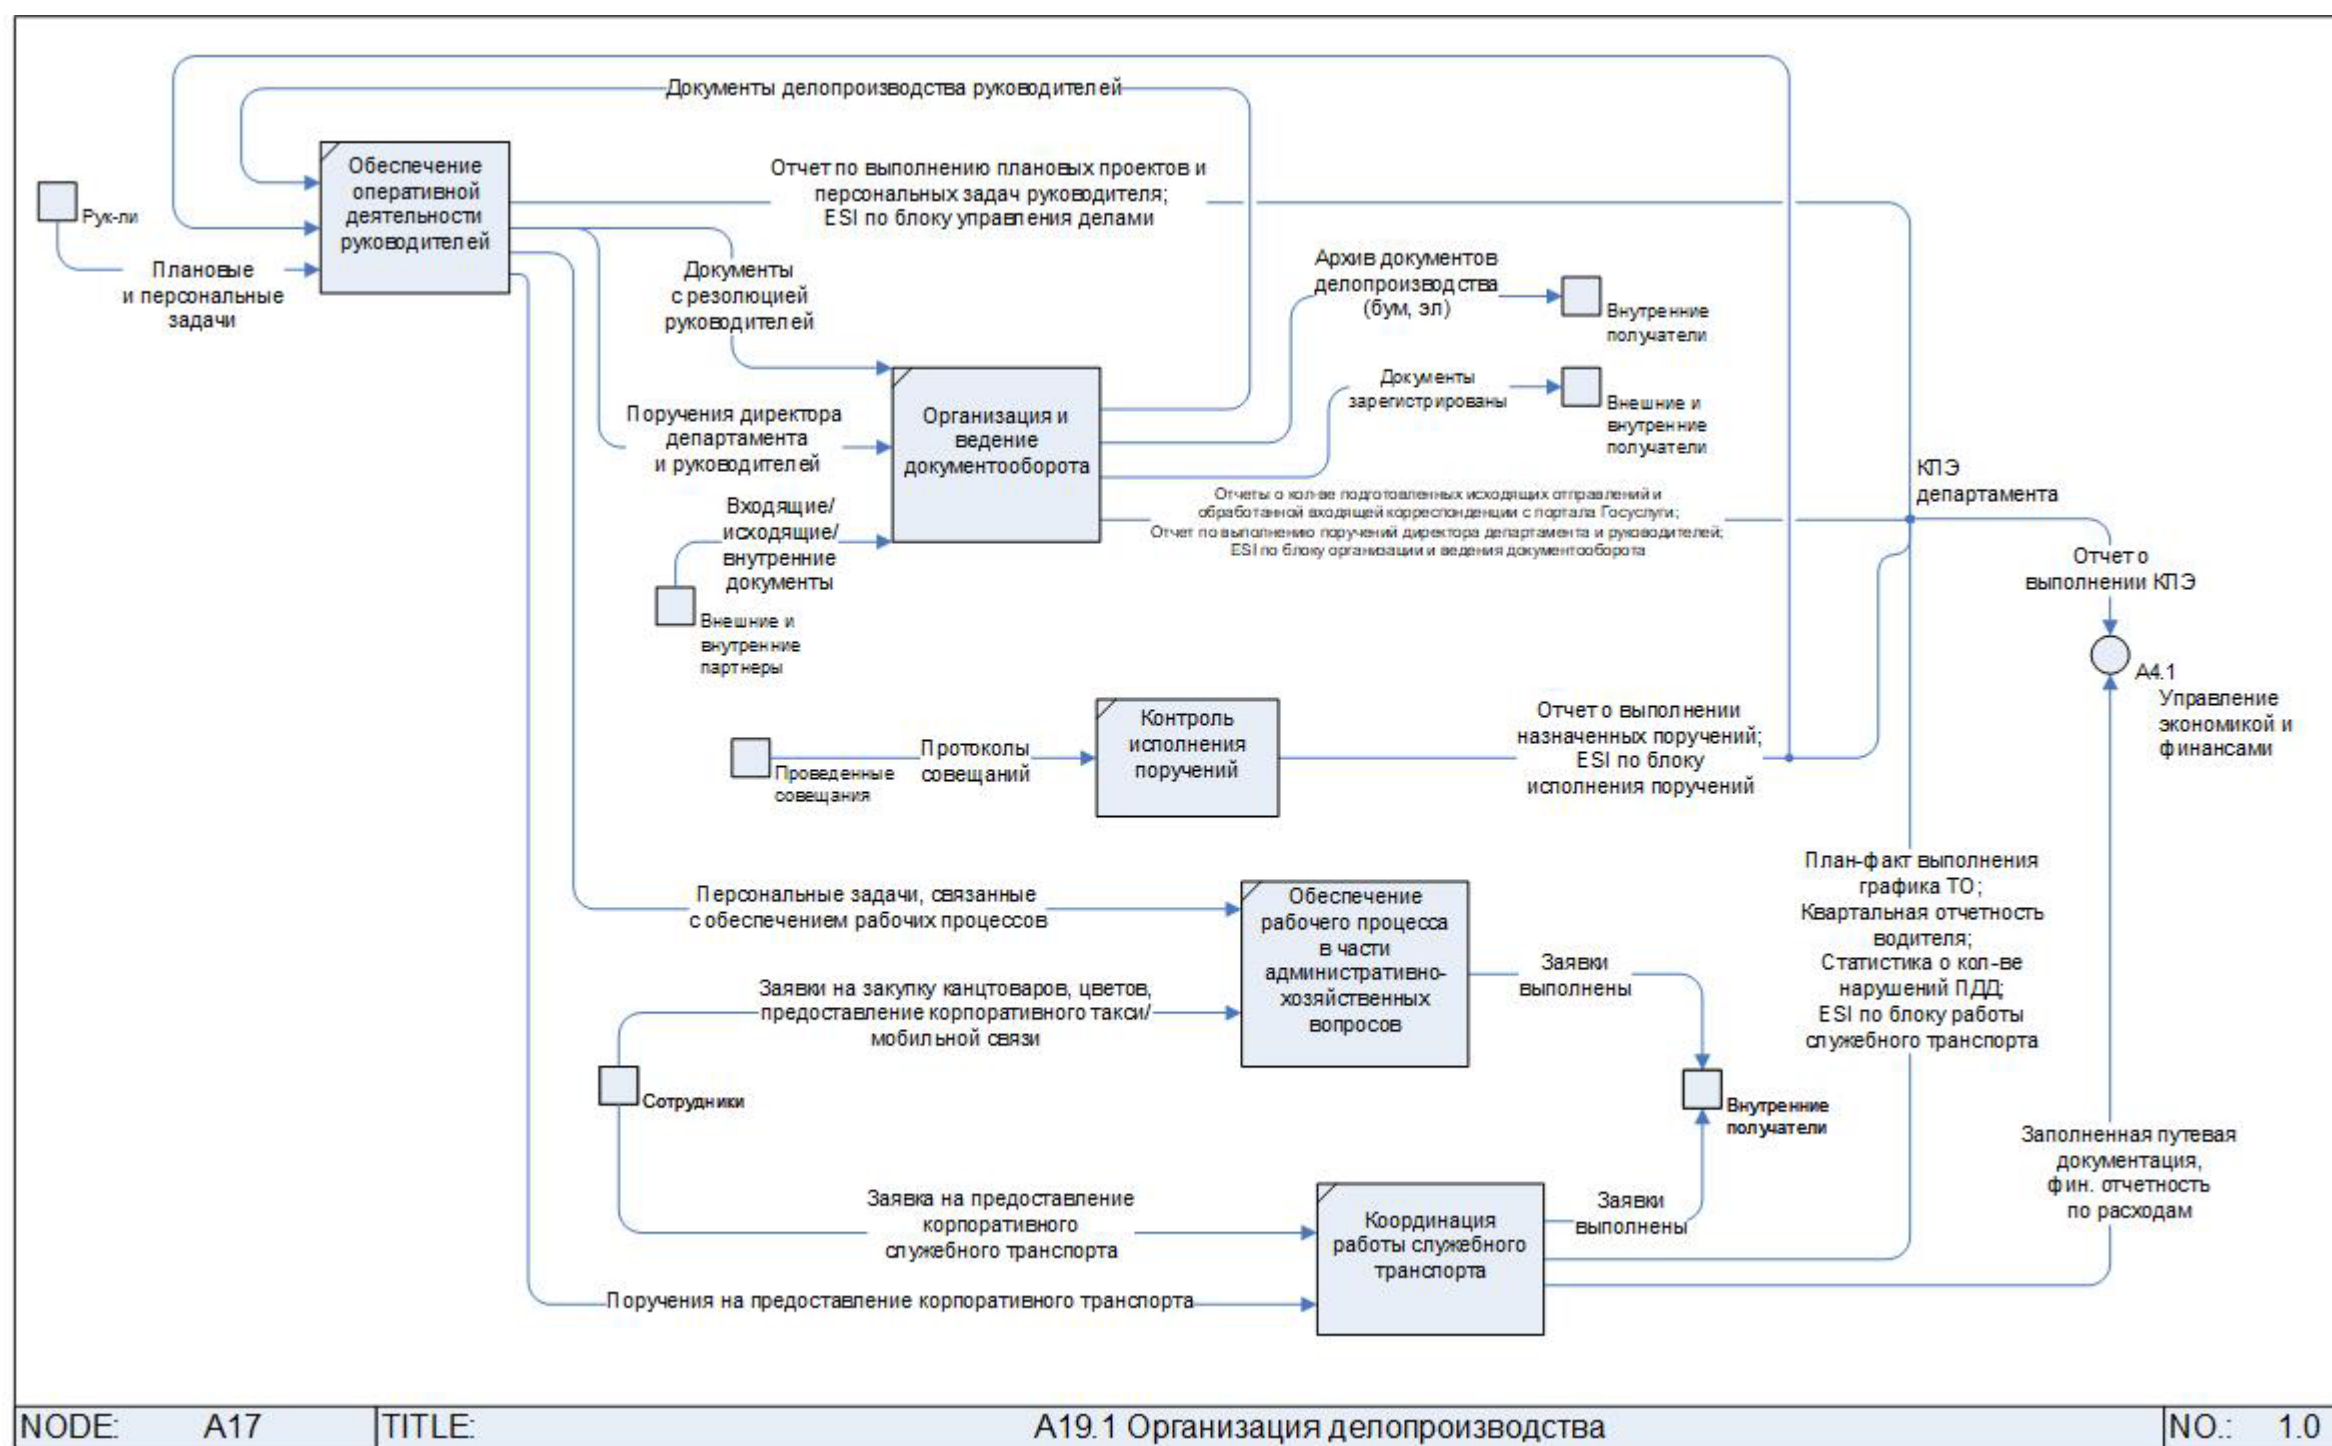 Документы делопроизводства руководителей
Обеспечение
оперативной
деятельности
руководителей
Рук-ли
Плановые
и персональные
задачи
Отчет по выполнению плановых проектов и
персональных задач руководителя;
ESI по блоку управления делами
Документы
с резолюцией
руководителей
Архив документов
делопроизводства
(бум, эл)
Внутренние
получатели
Документы
зарегистрированы
Внешние и
внутренние
получатели
Поручения директора
департамента
и руководителей
Организация и
ведение
документооборота
Входящие/
исходящие/
внутренние
документы
Внешние и
внутренние
партнеры
Отчеты о кол-ве подготовленных исходящих отправлений и
обработанной входящей корреспонденции с портала Госуслуги;
Отчет по выполнению поручений директора департамента и руководителей;
ESI по блоку организации и ведения документооборота
КПЭ
департамента
Отчет о
выполнении КПЭ
A4.1
Управление
экономикой и
финансами
Проведенные
совещания
Протоколы
совещаний
Контроль
исполнения
поручений
Отчет о выполнении
назначенных поручений;
ESI по блоку
исполнения поручений
Персональные задачи, связанные
с обеспечением рабочих процессов
Обеспечение
рабочего процесса
в части
административно-
хозяйственных
вопросов
Заявки
выполнены
План-факт выполнения
графика ТО;
Квартальная отчетность
водителя;
Статистика о кол-ве
нарушений ПДД;
ESI по блоку работы
служебного транспорта
Заявки на закупку канцтоваров, цветов,
предоставление корпоративного такси/
мобильной связи
Сотрудники
Внутренние
получатели
Заявка на предоставление
корпоративного
служебного транспорта
Координация
работы служебного
транспорта
Заявки
выполнены
Заполненная путевая
документация,
фин. отчетность
по расходам
Поручения на предоставление корпоративного транспорта
NODE: A17 TITLE: A19.1 Организация делопроизводства NO.: 1.0